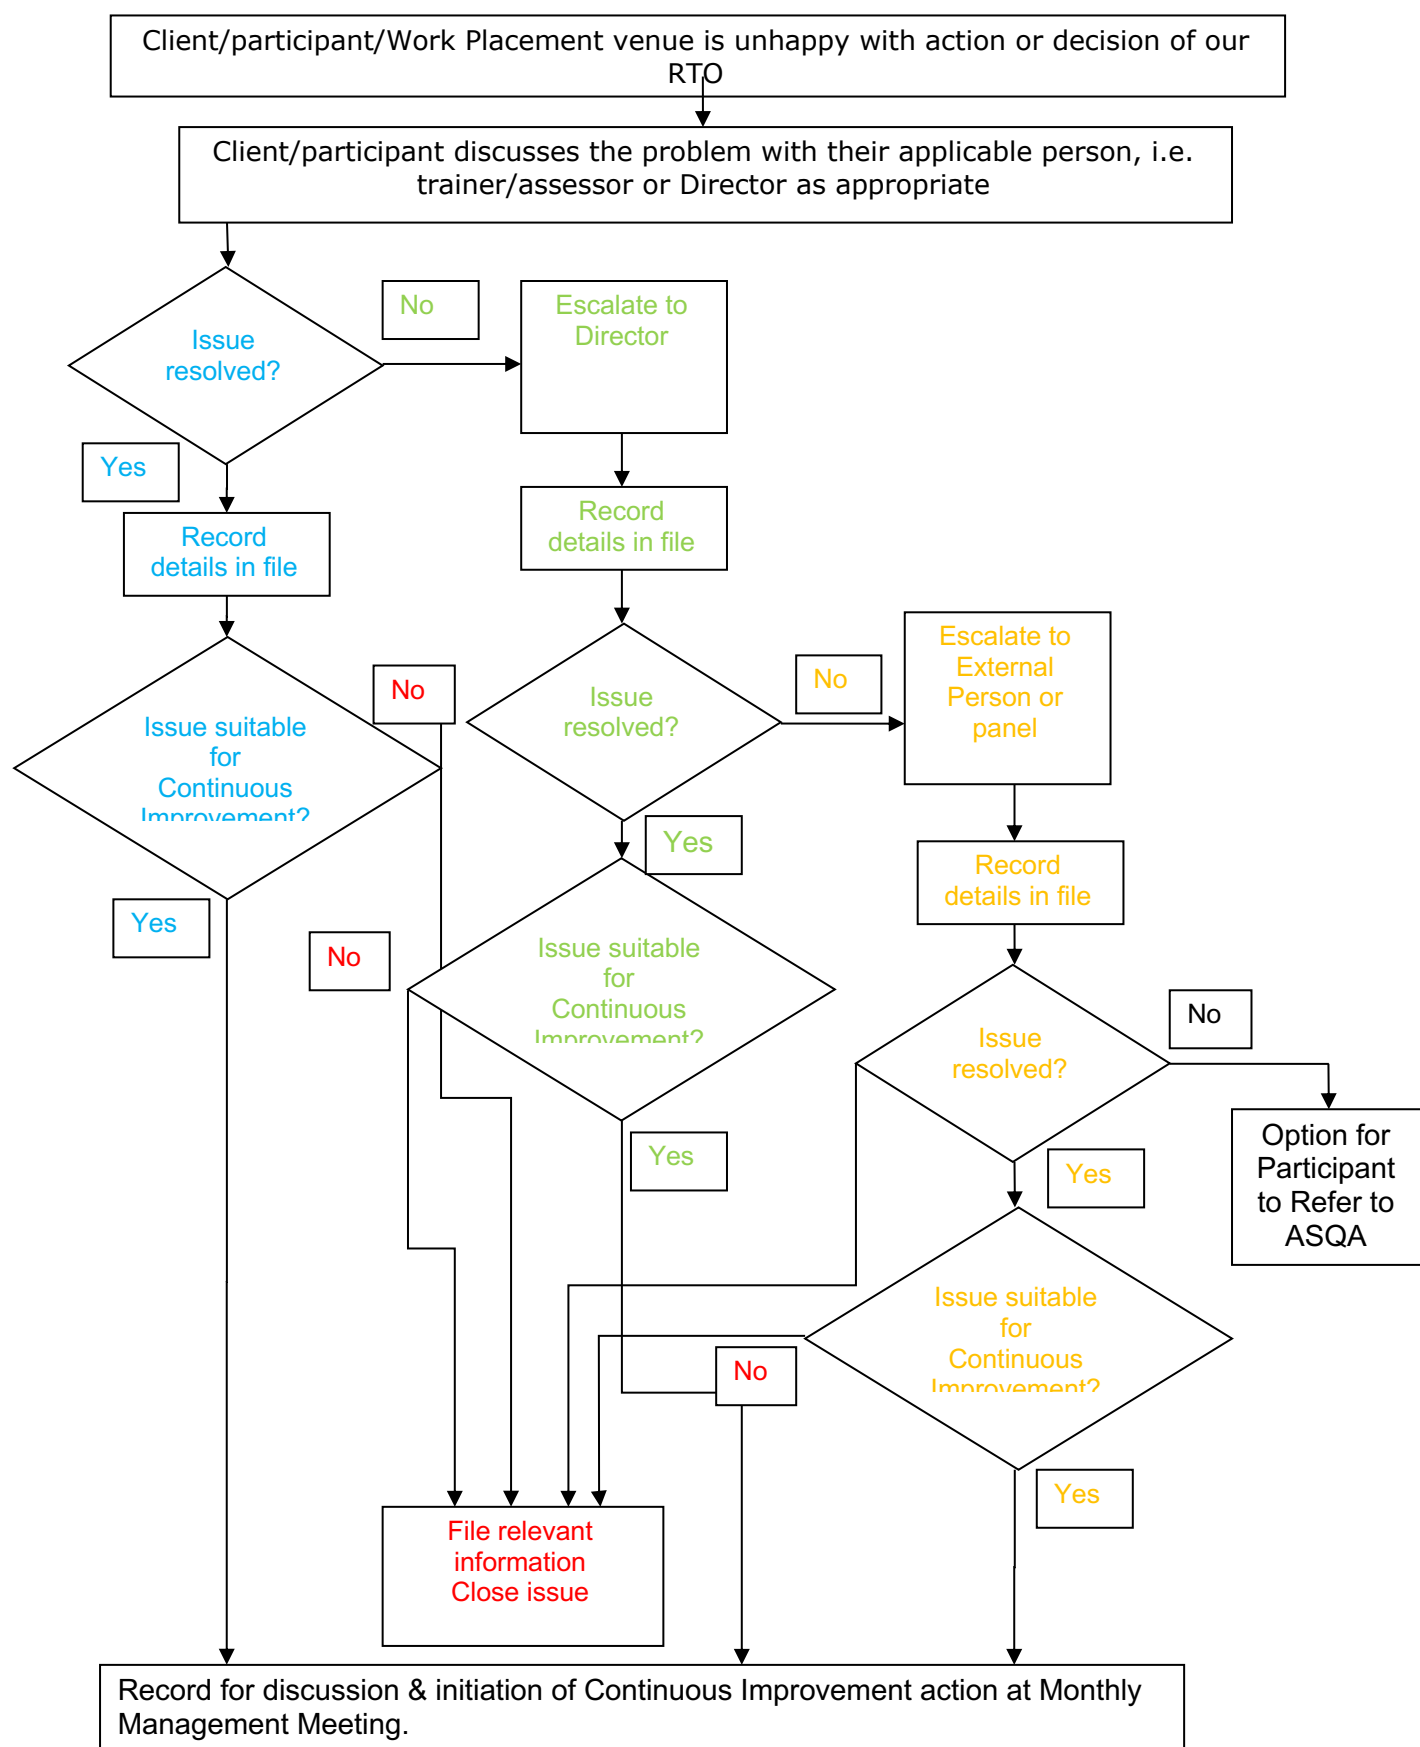 Client/participant/Work Placement venue is unhappy with action or decision of our
RTO
Client/participant discusses the problem with their applicable person, i.e.
trainer/assessor or Director as appropriate
No
Escalate to
Director
Issue
resolved?
Yes
Record
details in file
Record
details in file
Escalate to
External
Person or
panel
No
No
Issue
resolved?
Issue suitable
for
Continuous
Improvement?
Yes
Record
details in file
Yes
No
Issue suitable
for
Continuous
Improvement?
No
Issue
resolved?
Yes
Yes
Option for
Participant
to Refer to
ASQA
Issue suitable
for
Continuous
Improvement?
No
Yes
File relevant
information
Close issue
Record for discussion & initiation of Continuous Improvement action at Monthly
Management Meeting.